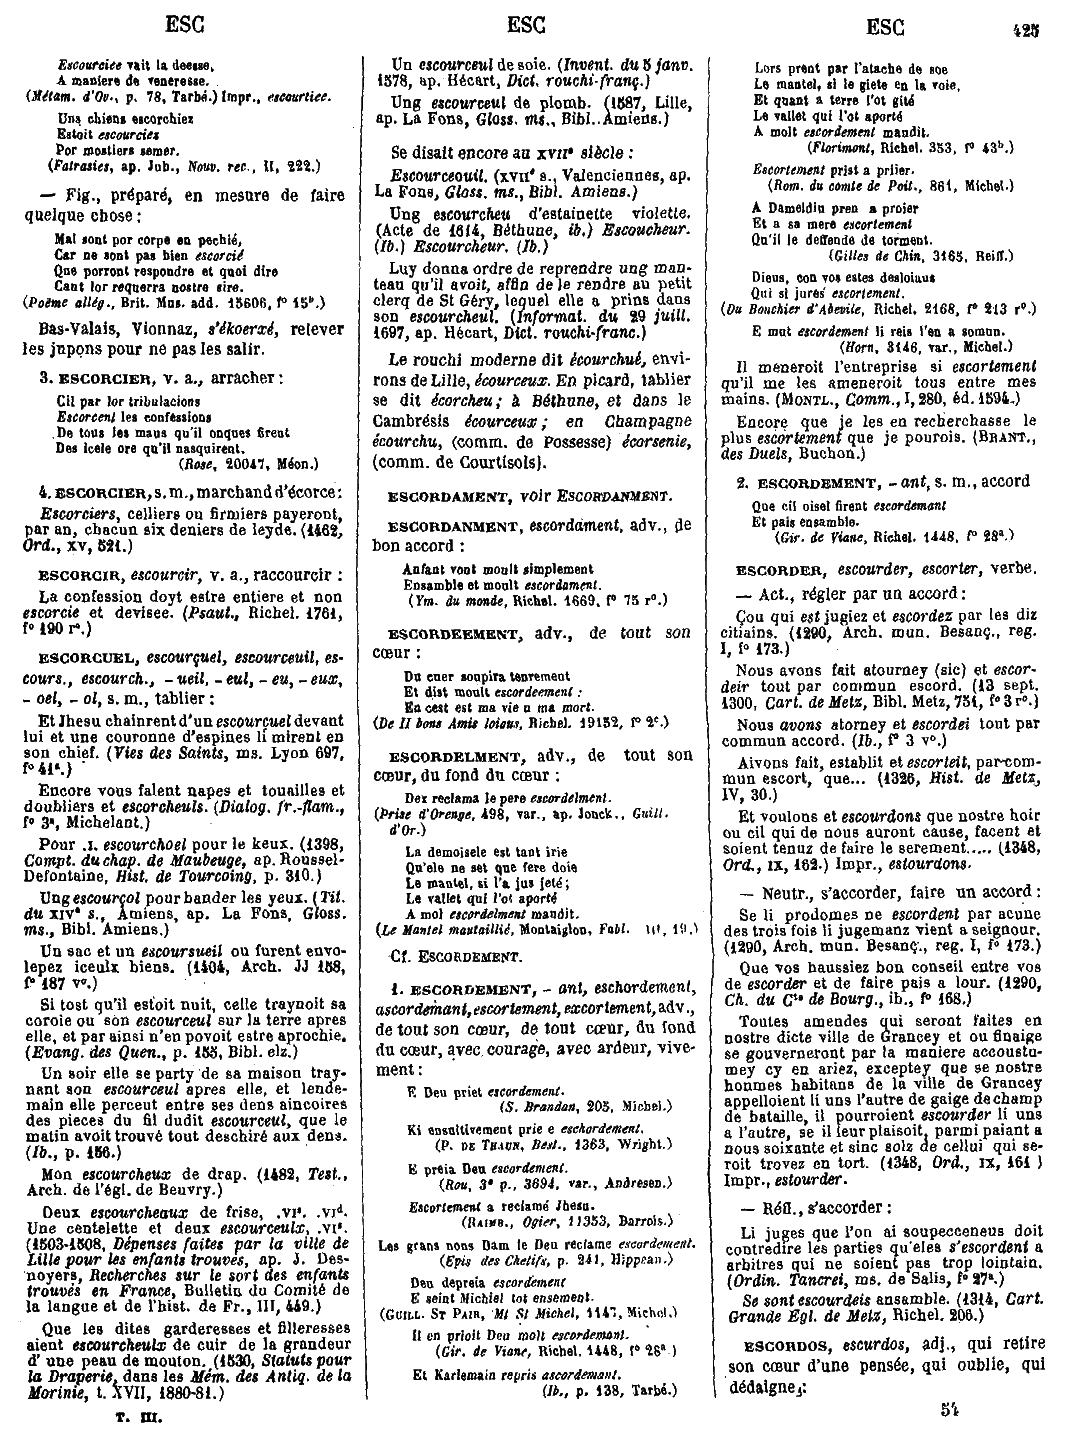 ESC
Escourciee vait la deesse,
A maniere de veneresse.
(Métam. d'Ov., p. 78, Tarbé.) Impr., escurtiee.
Uns chiens escorchiez
Estoit escourciez
Por mostiers semer.
(Fatrasies, ap. Jub., Nouv. rec., II, 222.)
— Fig., préparé, en mesure de faire
quelque chose :
Mal sont por corps en pechié,
Car ne sont pas bien escorcié
Que porront respondre et quoi dire
Cant lor requerra nostre sire.
(Poème allég., Brit. Mus. add. 15606, f° 15b.)
Bas-Valais, Vionnaz, s'ékoerxé, relever
les jupons pour ne pas les salir.
3. ESCORCIER, v. a., arracher :
Cil par lor tribulacions
Escorcent les confessions
De tous les maus qu'il onques firent
Des icele ore qu'il nasquirent.
(Rose, 20047, Méon.)
4. ESCORCIER, s. m., marchand d'écorce :
Escorciers, celliers ou firmiers payeront,
par an, chacun six deniers de leyde. (1462,
Ord., XV, 521.)
ESCORCIR, escourcir, v. a., raccourcir :
La confession doyt estre entiere et non
escorcie et devisee. (Psaut., Richel. 1761,
f° 190 r°.)
ESCORCUEL, escourçuel, escourceuil, es-
cours., escourch., - ueil, - eul, - eu, - eux,
- oel, - ol, s. m., tablier :
Et Jhesu chainrent d'un escourcuel devant
lui et une couronne d'espines li mirent en
son chief. (Vies des Saints, ms. Lyon 697,
f° 41a.)
Encore vous falent napes et touailles et
doubliers et escorcheuls. (Dialog. fr.-flam.,
f° 3a, Michelant.)
Pour .I. escourchoel pour le keux. (1398,
Compt. du chap. de Maubeuge, ap. Roussel-
Defontaine, Hist. de Tourcoing, p. 310.)
Ung escourçol pour bander les yeux. (Tit.
du XIVe s., Amiens, ap. La Fons, Gloss.
ms., Bibl. Amiens.)
Un sac et un escoursueil ou furent envo-
lepez iceulx biens. (1404, Arch. JJ 158,
f° 187 v°.)
Si tost qu'il estoit nuit, celle traynoit sa
coroie ou son escourceul sur la terre apres
elle, et par ainsi n'en povoit estre aprochie.
(Evang. des Quen., p. 155, Bibl. elz.)
Un soir elle se party de sa maison tray-
nant son escourceul apres elle, et lende-
main elle perceut entre ses dens aincoires
des pieces du fil dudit escourceul, que le
matin avoit trouvé tout deschiré aux dens.
(Ib., p. 156.)
Mon escourcheux de drap. (1482, Test.,
Arch. de l'égl. de Beuvry.)
Deux escourcheaux de frise, .VIs. .VId.
Une centelette et deux escourceulx, .VIs.
(1503-1508, Dépenses faites par la ville de
Lille pour les enfants trouvés, ap. J. Des-
noyers, Recherches sur le sort des enfants
trouvés en France, Bulletin du Comité de
la langue et de l'hist. de Fr., III, 449.)
Que les dites garderesses et filleresses
aient escourcheulx de cuir de la grandeur
d'une peau de mouton. (1530, Statuts pour
la Draperie, dans les Mém. des Antiq. de la
Morinie, t. XVII, 1880-81.)
T. III.
ESC
Un escourceul de soie. (Invent. du 5 janv.
1578, ap. Hécart, Dict. rouchi-franç.)
Ung escourceul de plomb. (1587, Lille,
ap. La Fons, Gloss. ms., Bibl. Amiens.)
Se disait encore au XVIIe siècle :
Escourceouil. (XVIIe s., Valenciennes, ap.
La Fons, Gloss. ms., Bibl. Amiens.)
Ung escourcheu d'estainette violette.
(Acte de 1614, Béthune, ib.) Escoucheur.
(Ib.) Escourcheur. (Ib.)
Luy donna ordre de reprendre ung man-
teau qu'il avoit, affin de le rendre au petit
clerq de St Géry, lequel elle a prins dans
son escourcheul. (Informat. du 29 juill.
1697, ap. Hécart, Dict. rouchi-franc.)
Le rouchi moderne dit écourchué, envi-
rons de Lille, écourceux. En picard, tablier
se dit écorcheu ; à Béthune, et dans le
Cambrésis écourceux ; en Champagne
écourchu, (comm. de Possesse) écorsenie,
(comm. de Courtisols).
ESCORDAMENT, voir ESCORDANMENT.
ESCORDANMENT, escordament, adv., de
bon accord :
Anfant vont moult simplement
Ensamble et moult escordament.
(Ym. du monde, Richel. 1669, f° 75 r°.)
ESCORDEEMENT, adv., de tout son
cœur :
Du cuer soupira tenrement
Et dist moult escordeement :
En cest est ma vie u ma mort.
(De II bons Amis loiaus, Richel. 19152, f° 2c.)
ESCORDELMENT, adv., de tout son
cœur, du fond du cœur :
Dex reclama le pere escordelment.
(Prise d'Orenge, 498, var., ap. Jonck., Guill.
d'Or.)
La demoisele est tant irie
Qu'ele ne set que fere doie
Le mantel, si l'a jus jeté ;
Le vallet qui l'ot aporté
A mol escordelment maudit.
(Le Mantel mautaillié, Montaiglon, Fabl. III, 19.)
Cf. ESCORDEMENT.
1. ESCORDEMENT, - ant, eschordement,
ascordemant, escortement, excortement, adv.,
de tout son cœur, de tout cœur, du fond
du cœur, avec courage, avec ardeur, vive-
ment :
E Deu priet escordement.
(S. Brandan, 205, Michel.)
Ki ensultivement prie e eschordement.
(P. DE THAUN, Best., 1363, Wright.)
E preia Deu escordement.
(Rou, 3e p., 3694, var., Andresen.)
Escortement a reclamé Jhesu.
(RAIMB., Ogier, 11353, Barrois.)
Les grans nons Dam le Deu reclame escordement.
(Epis des Chetifs, p. 241, Hippeau.)
Deu depreia escordement
E seint Michiel tot ensement.
(GUILL. ST PAIR, Mt St Michel, 1147, Michel.)
Il en prioit Deu molt escordemant.
(Gir. de Viane, Richel. 1448, f° 26a.)
Et Karlemain repris ascordemant.
(Ib., p. 138, Tarbé.)
ESC 425
Lors prent par l'atache de soe
Le mantel, si le giete en la voie,
Et quant a terre l'ot gité
Le vallet qui l'ot aporté
A molt escordement maudit.
(Florimont, Richel. 353, f° 43b.)
Escortement prist a prlier.
(Rom. du comte de Poit., 861, Michel.)
A Dameldiu pren a proier
Et a sa mere escortement
Qu'il le deffende de torment.
(Gilles de Chin, 3165, Reiff.)
Dieus, con vos estes desloiaus
Qui si jurés escortement.
(Du Bouchier d'Abevile, Richel. 2168, f° 213 r°.)
E mut escordement li reis l'en a somun.
(Horn, 3146, var., Michel.)
Il meneroit l'entreprise si escortement
qu'il me les ameneroit tous entre mes
mains. (MONTL., Comm., I, 280, éd. 1594.)
Encore que je les en recherchasse le
plus escortement que je pourois. (BRANT.,
des Duels, Buchon.)
2. ESCORDEMENT, - ant, s. m., accord
Que cil oisel firent escordemant
Et pais ensamble.
(Gir. de Viane, Richel. 1448, f° 28a.)
ESCORDER, escourder, escorter, verbe.
— Act., régler par un accord :
Çou qui est jugiez et escordez par les diz
citiains. (1290, Arch. mun. Besanç., reg.
I, f° 173.)
Nous avons fait atourney (sic) et escor-
deir tout par commun escord. (13 sept.
1300, Cart. de Metz, Bibl. Metz, 751, f° 3 r°.)
Nous avons atorney et escordei tout par
commun accord. (Ib., f° 3 v°.)
Aivons fait, establit et escorteit, par com-
mun escort, que... (1326, Hist. de Metz,
IV, 30.)
Et voulons et escourdons que nostre hoir
ou cil qui de nous auront cause, facent et
soient tenuz de faire le serement..... (1348,
Ord., IX, 162.) Impr., estourdons.
— Neutr., s'accorder, faire un accord :
Se li prodomes ne escordent par acune
des trois fois li jugemanz vient a seignour.
(1290, Arch. mun. Besanç., reg. I, f° 173.)
Que vos haussiez bon conseil entre vos
de escorder et de faire pais a lour. (1290,
Ch. du Cte de Bourg., ib., f° 168.)
Toutes amendes qui seront faites en
nostre dicte ville de Grancey et ou finaige
se gouverneront par la maniere accoustu-
mey cy en ariez, exceptey que se nostre
honmes habitans de la ville de Grancey
appelloient li uns l'autre de gaige de champ
de bataille, il pourroient escourder li uns
a l'autre, se il leur plaisoit, parmi paiant a
nous soixante et sinc solz de cellui qui se-
roit trovez en tort. (1348, Ord., IX, 161)
Impr., estourder.
— Réfl., s'accorder :
Li juges que l'on ai soupecceneus doit
contredire les parties qu'eles s'escordent a
arbitres qui ne soient pas trop lointain.
(Ordin. Tancrei, ms. de Salis, f° 27a.)
Se sont escourdeis ansamble. (1314, Cart.
Grande Egl. de Metz, Richel. 206.)
ESCORDOS, escurdos, adj., qui retire
son cœur d'une pensée, qui oublie, qui
dédaigne :
54